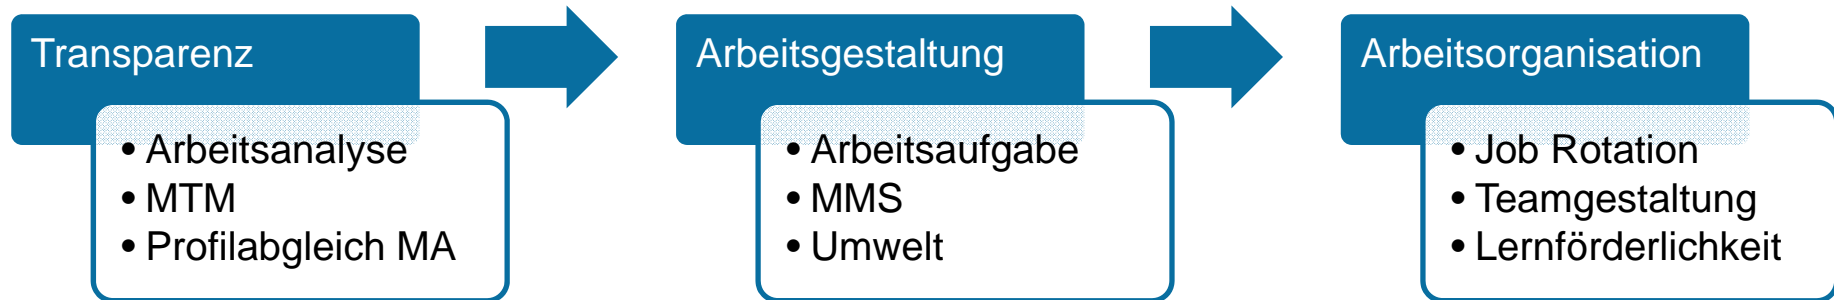 Transparenz
• Arbeitsanalyse
• MTM
• Profilabgleich MA
Arbeitsgestaltung
• Arbeitsaufgabe
• MMS
• Umwelt
Arbeitsorganisation
• Job Rotation
• Teamgestaltung
• Lernförderlichkeit